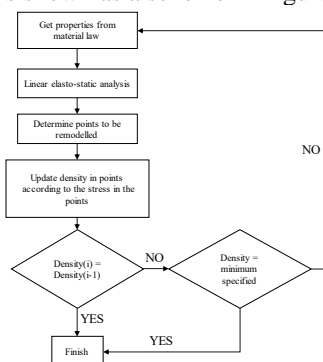 Get properties from
material law
Linear elasto-static analysis
Determine points to be
remodelled
NO
Update density in points
according to the stress in the
points
Density(i) =
Density(i-1)
NO
Density =
minimum
specified
YES
YES
Finish